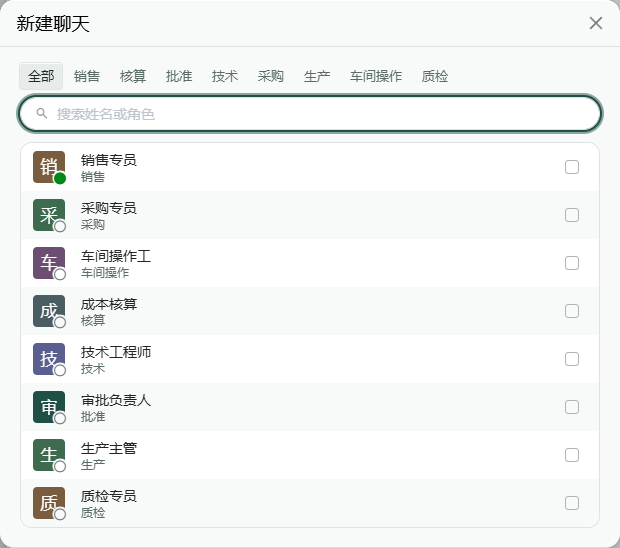 新建聊天
全部 销售 核算 批准 技术 采购 生产 车间操作 质检
搜索姓名或角色
销 销售专员
销售
采 采购专员
采购
车 车间操作工
车间操作
成 成本核算
核算
技 技术工程师
技术
审 审批负责人
批准
生 生产主管
生产
质 质检专员
质检